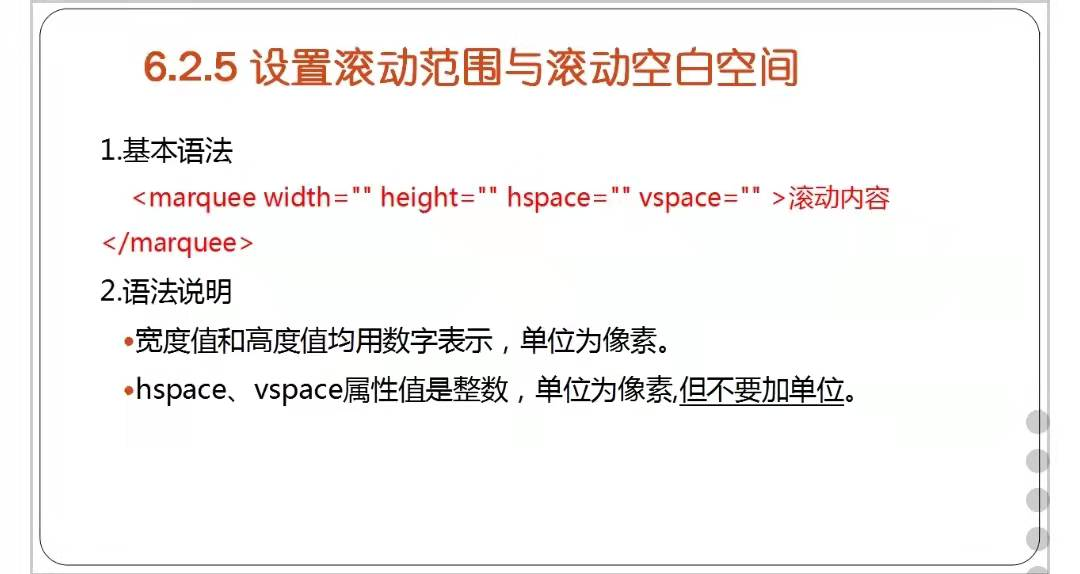 6.2.5 设置滚动范围与滚动空白空间
1.基本语法
<marquee width="" height="" hspace="" vspace="" >滚动内容
</marquee>
2.语法说明
•宽度值和高度值均用数字表示，单位为像素。
•hspace、vspace属性值是整数，单位为像素,但不要加单位。